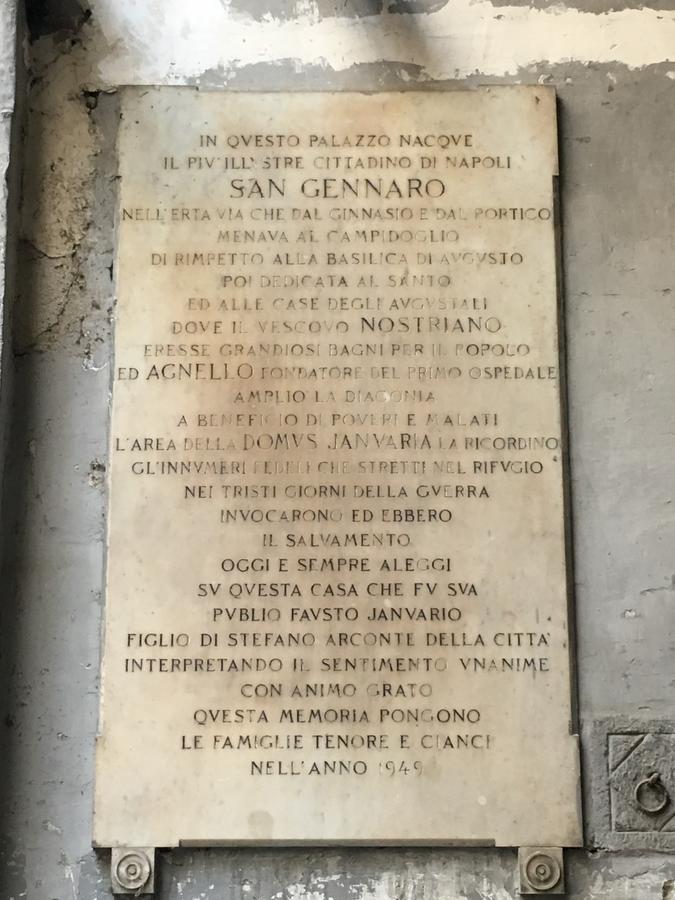 IN QVESTO PALAZZO NACQVE
IL PIV' ILLVSTRE CITTADINO DI NAPOLI
SAN GENNARO
NELL'ERTA VIA CHE DAL GINNASIO E DAL PORTICO
MENAVA AL CAMPIDOGLIO
DI RIMPETTO ALLA BASILICA DI AVGVSTO
POI DEDICATA AL SANTO
ED ALLE CASE DEGLI AVGVSTALI
DOVE IL VESCOVO NOSTRIANO
ERESSE GRANDIOSI BAGNI PER IL POPOLO
ED AGNELLO FONDATORE DEL PRIMO OSPEDALE
AMPLIO' LA DIACONIA
A BENEFICIO DI POVERI E MALATI
L'AREA DELLA DOMVS JANVARIA LA RICORDINO
GL'INNVMERI FEDELI CHE STRETTI NEL RIFVGIO
NEI TRISTI GIORNI DELLA GVERRA
INVOCARONO ED EBBERO
IL SALVAMENTO
OGGI E SEMPRE ALEGGI
SV QVESTA CASA CHE FV SVA
PVBLIO FAVSTO JANVARIO
FIGLIO DI STEFANO ARCONTE DELLA CITTA'
INTERPRETANDO IL SENTIMENTO VNANIME
CON ANIMO GRATO
QVESTA MEMORIA PONGONO
LE FAMIGLIE TENORE E CIANCI
NELL'ANNO 1949